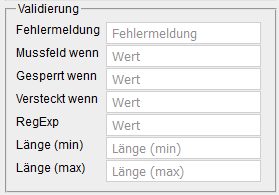 Validierung
Fehlermeldung Fehlermeldung
Mussfeld wenn Wert
Gesperrt wenn Wert
Versteckt wenn Wert
RegExp Wert
Länge (min) Länge (min)
Länge (max) Länge (max)